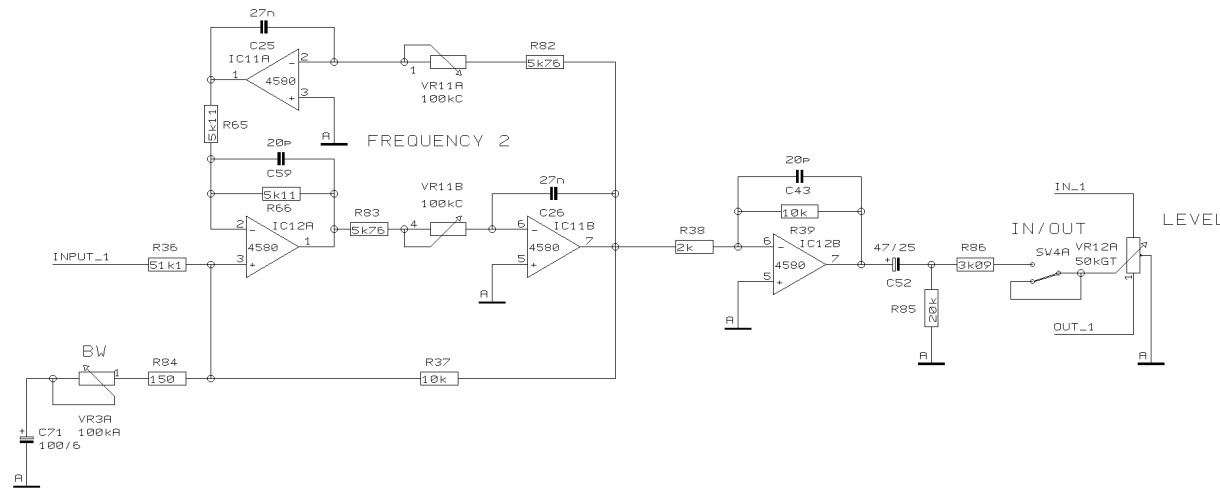 27n
C25
IC11A
1
2
3
4580
R82
5k76
1
VR11A
100kC
5k11
R65
A
FREQUENCY 2
20p
C59
5k11
R66
VR11B
100kC
27n
C26
IC11B
20p
C43
10k
R39
IC12B
IN_1
LEVEL
IN/OUT
SW4A
VR12A
50kGT
1
R83
5k76
4
2
IC12A
4580
1
3
6
4580
7
5
A
R38
2k
6
4580
7
5
A
47/25
C52
R86
3k09
R85
20k
A
OUT_1
A
R36
51k1
INPUT_1
BW
R84
1
150
R37
10k
VR3A
100kA
C71
100/6
A